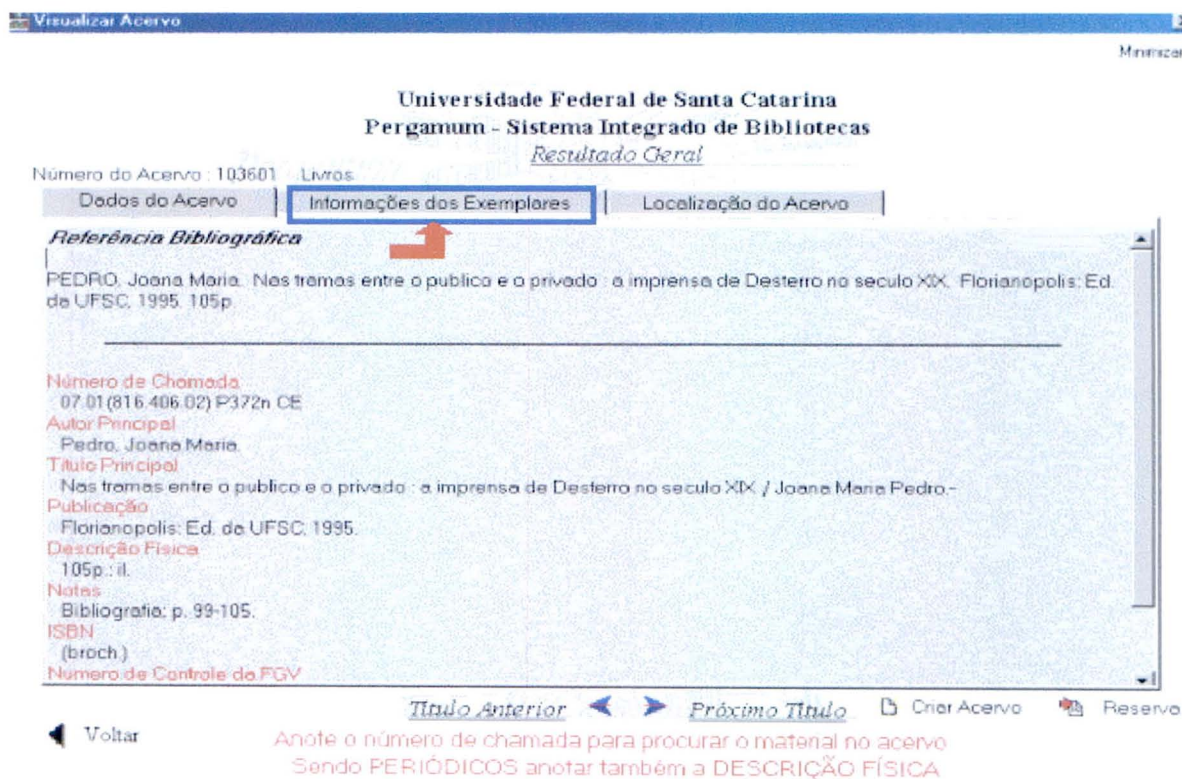 Visualizar Acervo
Minimizar
Universidade Federal de Santa Catarina
Pergamum - Sistema Integrado de Bibliotecas
Resultado Geral
Número do Acervo : 103601 Livros
Dados do Acervo Informações dos Exemplares Localização do Acervo
Referência Bibliográfica
PEDRO, Joana Maria. Nas tramas entre o publico e o privado : a imprensa de Desterro no seculo XIX. Florianopolis: Ed.
da UFSC, 1995. 105p.
Número de Chamada
07.01(816.406.02) P372n CE
Autor Principal
Pedro, Joana Maria.
Título Principal
Nas tramas entre o publico e o privado : a imprensa de Desterro no seculo XIX / Joana Maria Pedro.-
Publicação
Florianopolis: Ed. da UFSC, 1995.
Descrição Física
105p.: il.
Notas
Bibliografia: p. 99-105.
ISBN
(broch.)
Número de Controle da FGV
Título Anterior Próximo Título Criar Acervo Reserva
Voltar
Anote o número de chamada para procurar o material no acervo
Sendo PERIÓDICOS anotar também a DESCRIÇÃO FÍSICA